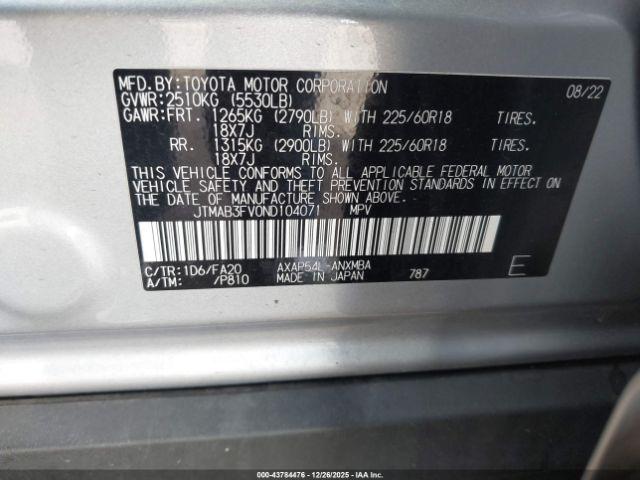 MFD.BY:TOYOTA MOTOR CORPORATION 08/22
GVWR:2510KG (5530LB)
GAWR:FRT. 1265KG (2790LB) WITH 225/60R18 TIRES.
18X7J RIMS.
RR. 1315KG (2900LB) WITH 225/60R18 TIRES.
18X7J RIMS.
THIS VEHICLE CONFORMS TO ALL APPLICABLE FEDERAL MOTOR
VEHICLE SAFETY AND THEFT PREVENTION STANDARDS IN EFFECT ON
THE DATE OF MANUFACTURE SHOWN ABOVE.
JTMAB3FV0ND104071 MPV
C/TR:1D6/FA20 AXAP54L-ANXMBA 787 E
A/TM: /P810 MADE IN JAPAN
000-43784476 • 12/26/2025 • IAAI.com